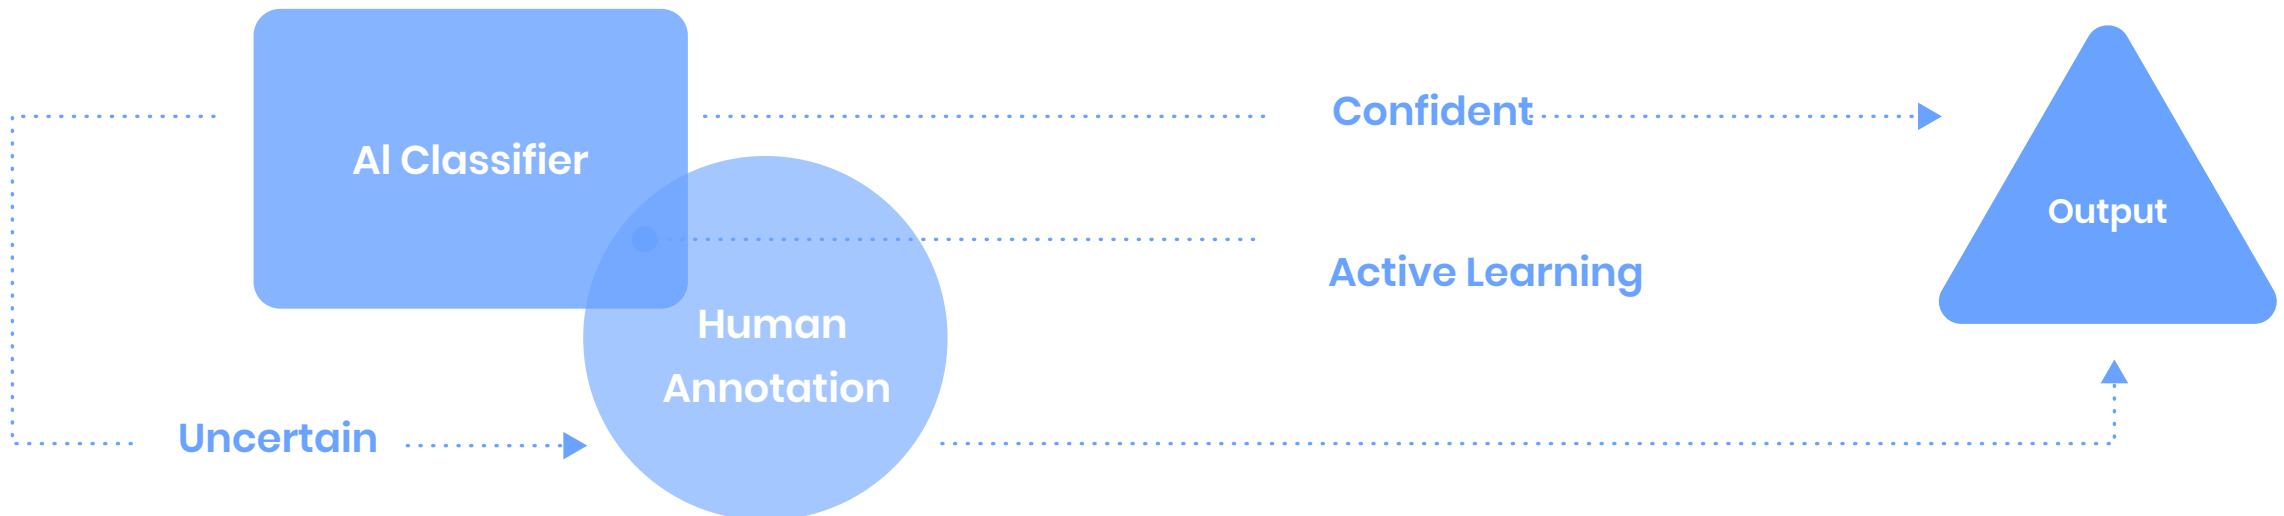 AI Classifier
Confident
Output
Active Learning
Human
Annotation
Uncertain